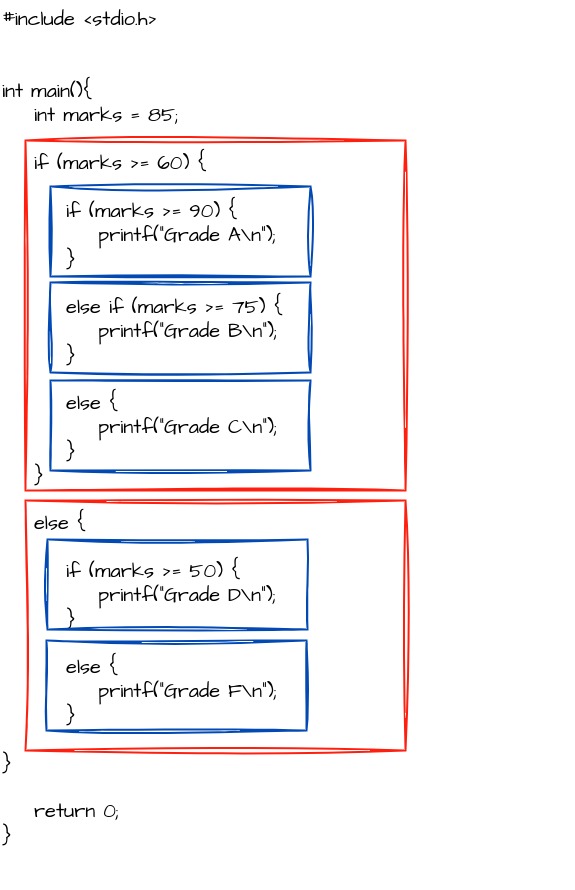 #include <stdio.h>
int main(){
int marks = 85;
if (marks >= 60) {
if (marks >= 90) {
printf("Grade A\n");
}
else if (marks >= 75) {
printf("Grade B\n");
}
else {
printf("Grade C\n");
}
}
else {
if (marks >= 50) {
printf("Grade D\n");
}
else {
printf("Grade F\n");
}
}
return 0;
}